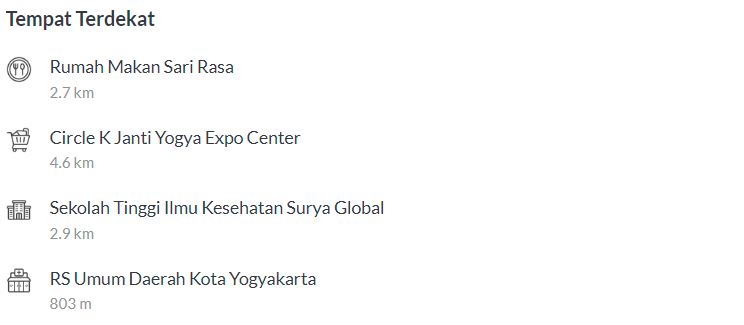 Tempat Terdekat
Rumah Makan Sari Rasa
2.7 km
Circle K Janti Yogya Expo Center
4.6 km
Sekolah Tinggi Ilmu Kesehatan Surya Global
2.9 km
RS Umum Daerah Kota Yogyakarta
803 m